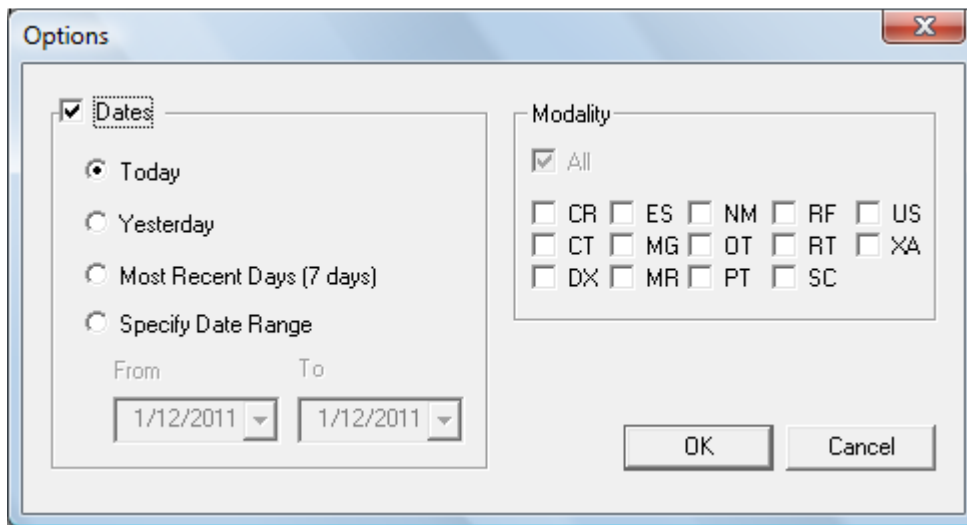 Options
Dates
Today
Yesterday
Most Recent Days (7 days)
Specify Date Range
From To
1/12/2011 1/12/2011
Modality
All
CR ES NM RF US
CT MG OT RT XA
DX MR PT SC
OK Cancel